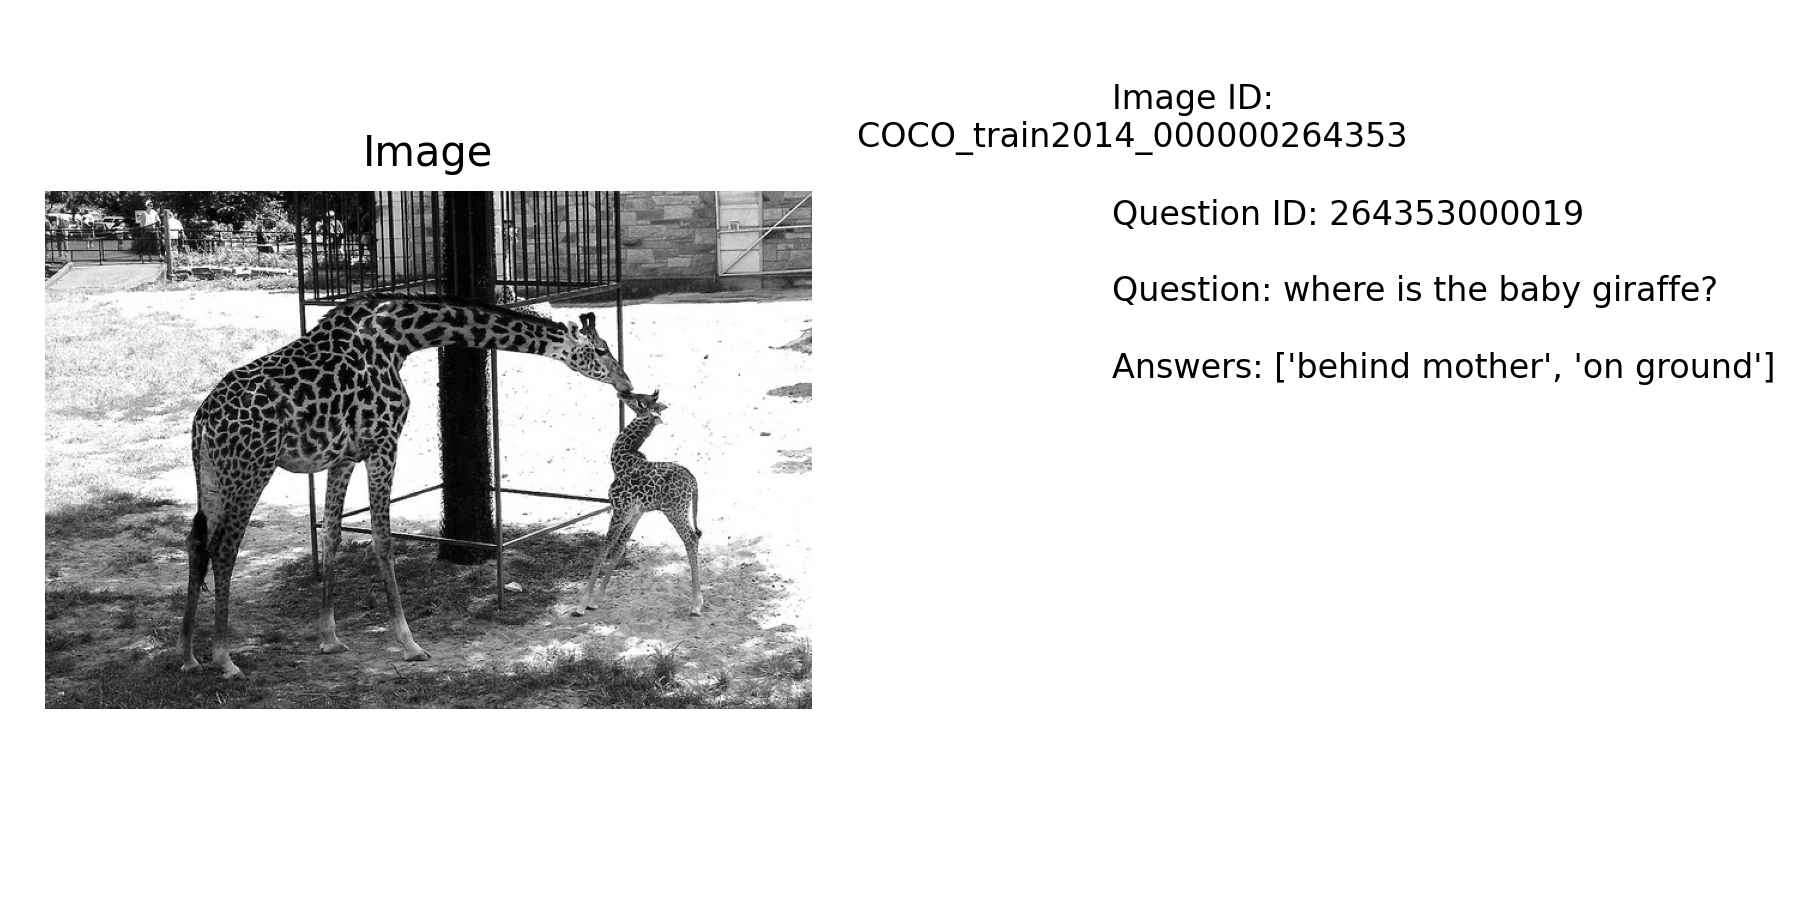 Image
Image ID:
COCO_train2014_000000264353
Question ID: 264353000019
Question: where is the baby giraffe?
Answers: ['behind mother', 'on ground']